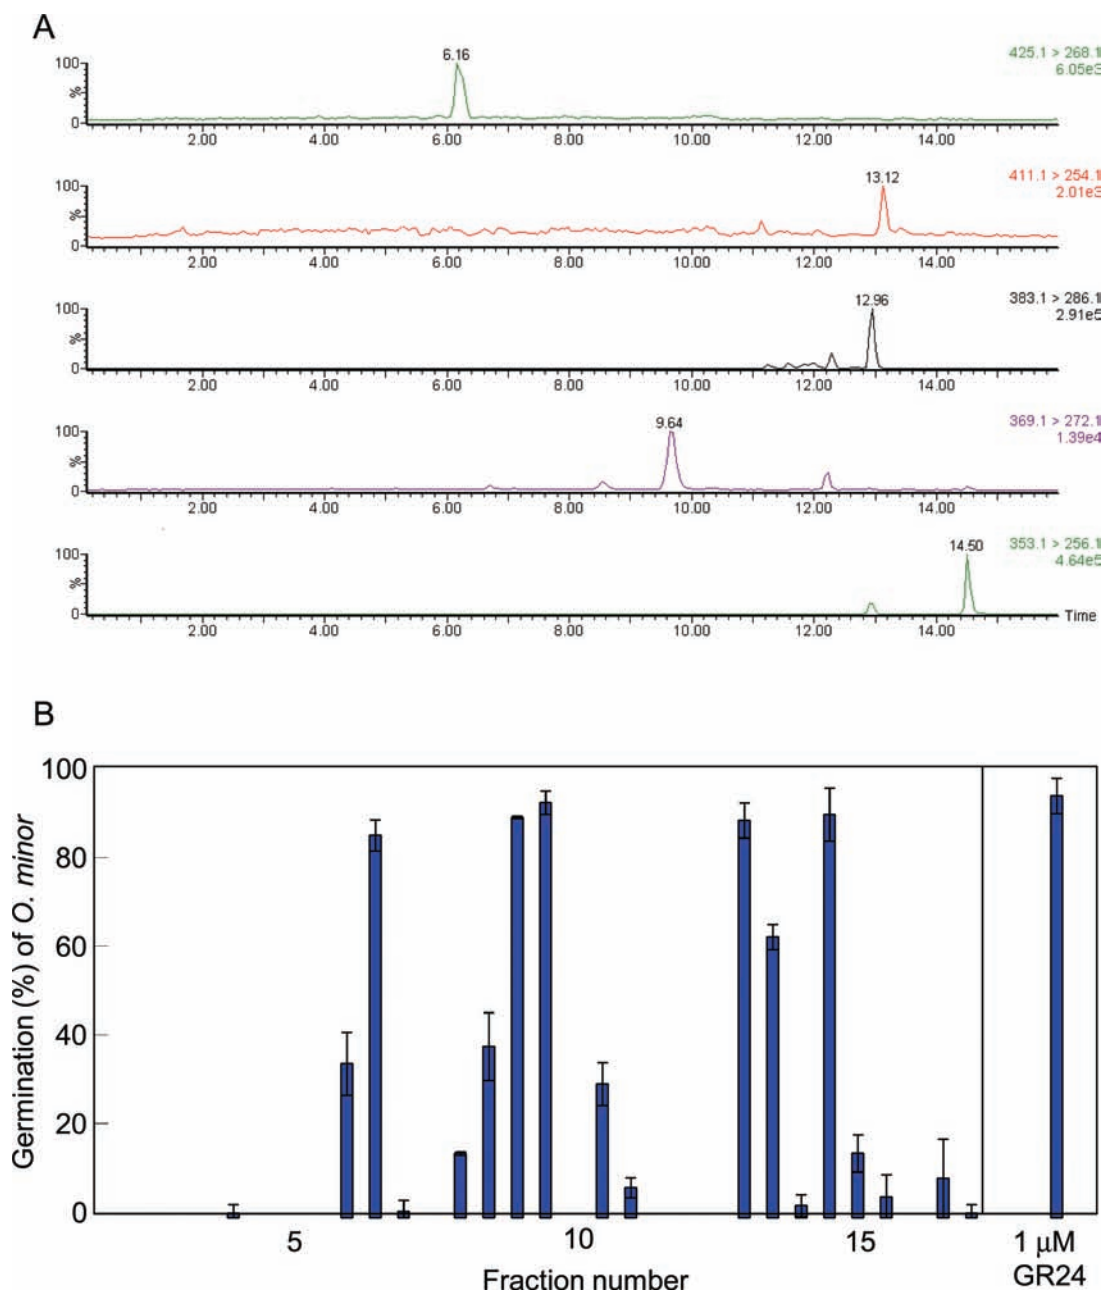 A
6.16
425.1 > 268.1
6.05e3
100
%
0
2.00 4.00 6.00 8.00 10.00 12.00 14.00
13.12
411.1 > 254.1
2.01e3
100
%
0
2.00 4.00 6.00 8.00 10.00 12.00 14.00
12.96
383.1 > 286.1
2.91e5
100
%
0
2.00 4.00 6.00 8.00 10.00 12.00 14.00
9.64
369.1 > 272.1
1.39e4
100
%
0
2.00 4.00 6.00 8.00 10.00 12.00 14.00
14.50
353.1 > 256.1
4.64e5
100
%
0
Time
2.00 4.00 6.00 8.00 10.00 12.00 14.00
B
Germination (%) of O. minor
100
80
60
40
20
0
5 10 15 1 µM
GR24
Fraction number